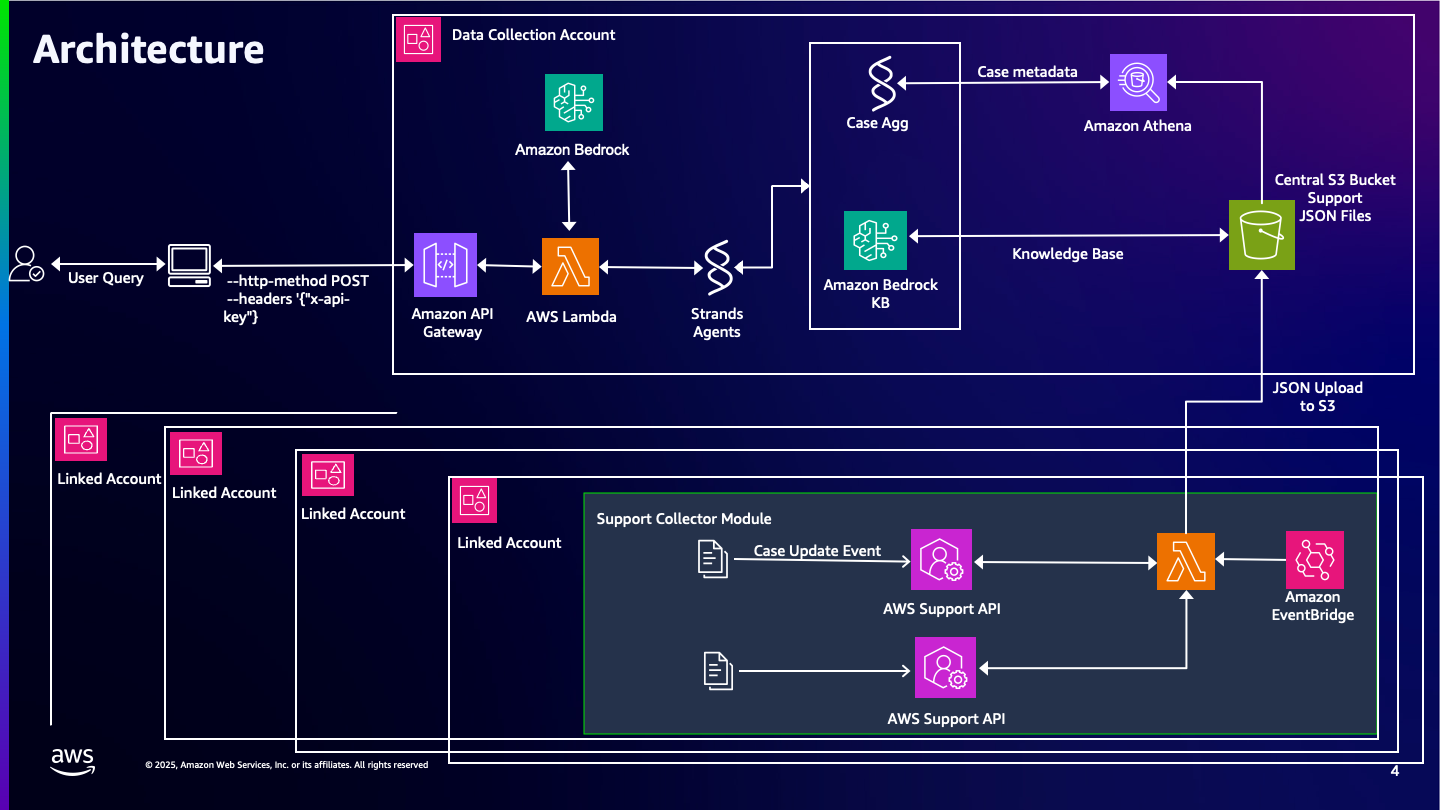 Architecture
Data Collection Account
Amazon Bedrock
Case Agg
Case metadata
Amazon Athena
Central S3 Bucket
Support
JSON Files
User Query
--http-method POST
--headers '{"x-api-
key"}
Amazon API
Gateway
AWS Lambda
Strands
Agents
Amazon Bedrock
KB
Knowledge Base
JSON Upload
to S3
Linked Account
Linked Account
Linked Account
Linked Account
Support Collector Module
Case Update Event
AWS Support API
Amazon
EventBridge
AWS Support API
aws
© 2025, Amazon Web Services, Inc. or its affiliates. All rights reserved
4